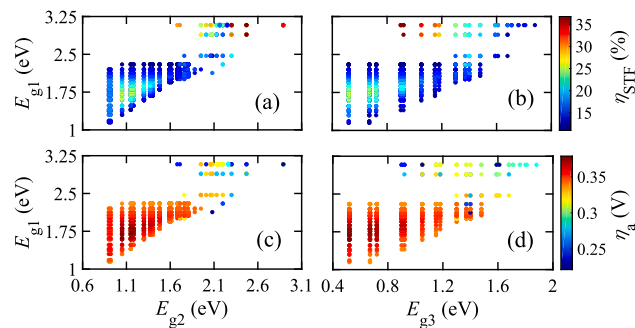 3.25
2.5
1.75
1
E_g1 (eV)
(a)
(b)
35
30
25
20
15
η_STF (%)
3.25
2.5
1.75
1
E_g1 (eV)
(c)
(d)
0.35
0.3
0.25
η_a (V)
0.6 1.1 1.6 2.1 2.6 3.1
0.4 0.8 1.2 1.6 2
E_g2 (eV)
E_g3 (eV)